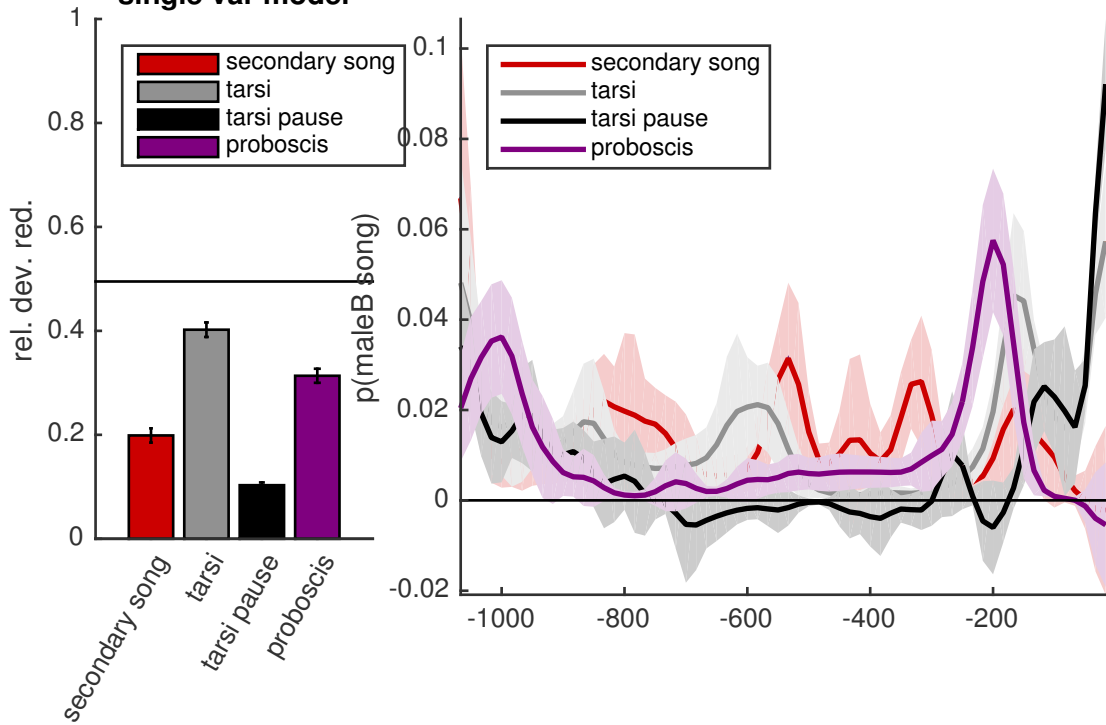 single var model
1
0.8
0.6
0.4
0.2
0
rel. dev. red.
secondary song
tarsi
tarsi pause
proboscis
secondary song
tarsi
tarsi pause
proboscis
0.1
0.08
0.06
0.04
0.02
0
-0.02
p(maleB song)
secondary song
tarsi
tarsi pause
proboscis
-1000
-800
-600
-400
-200